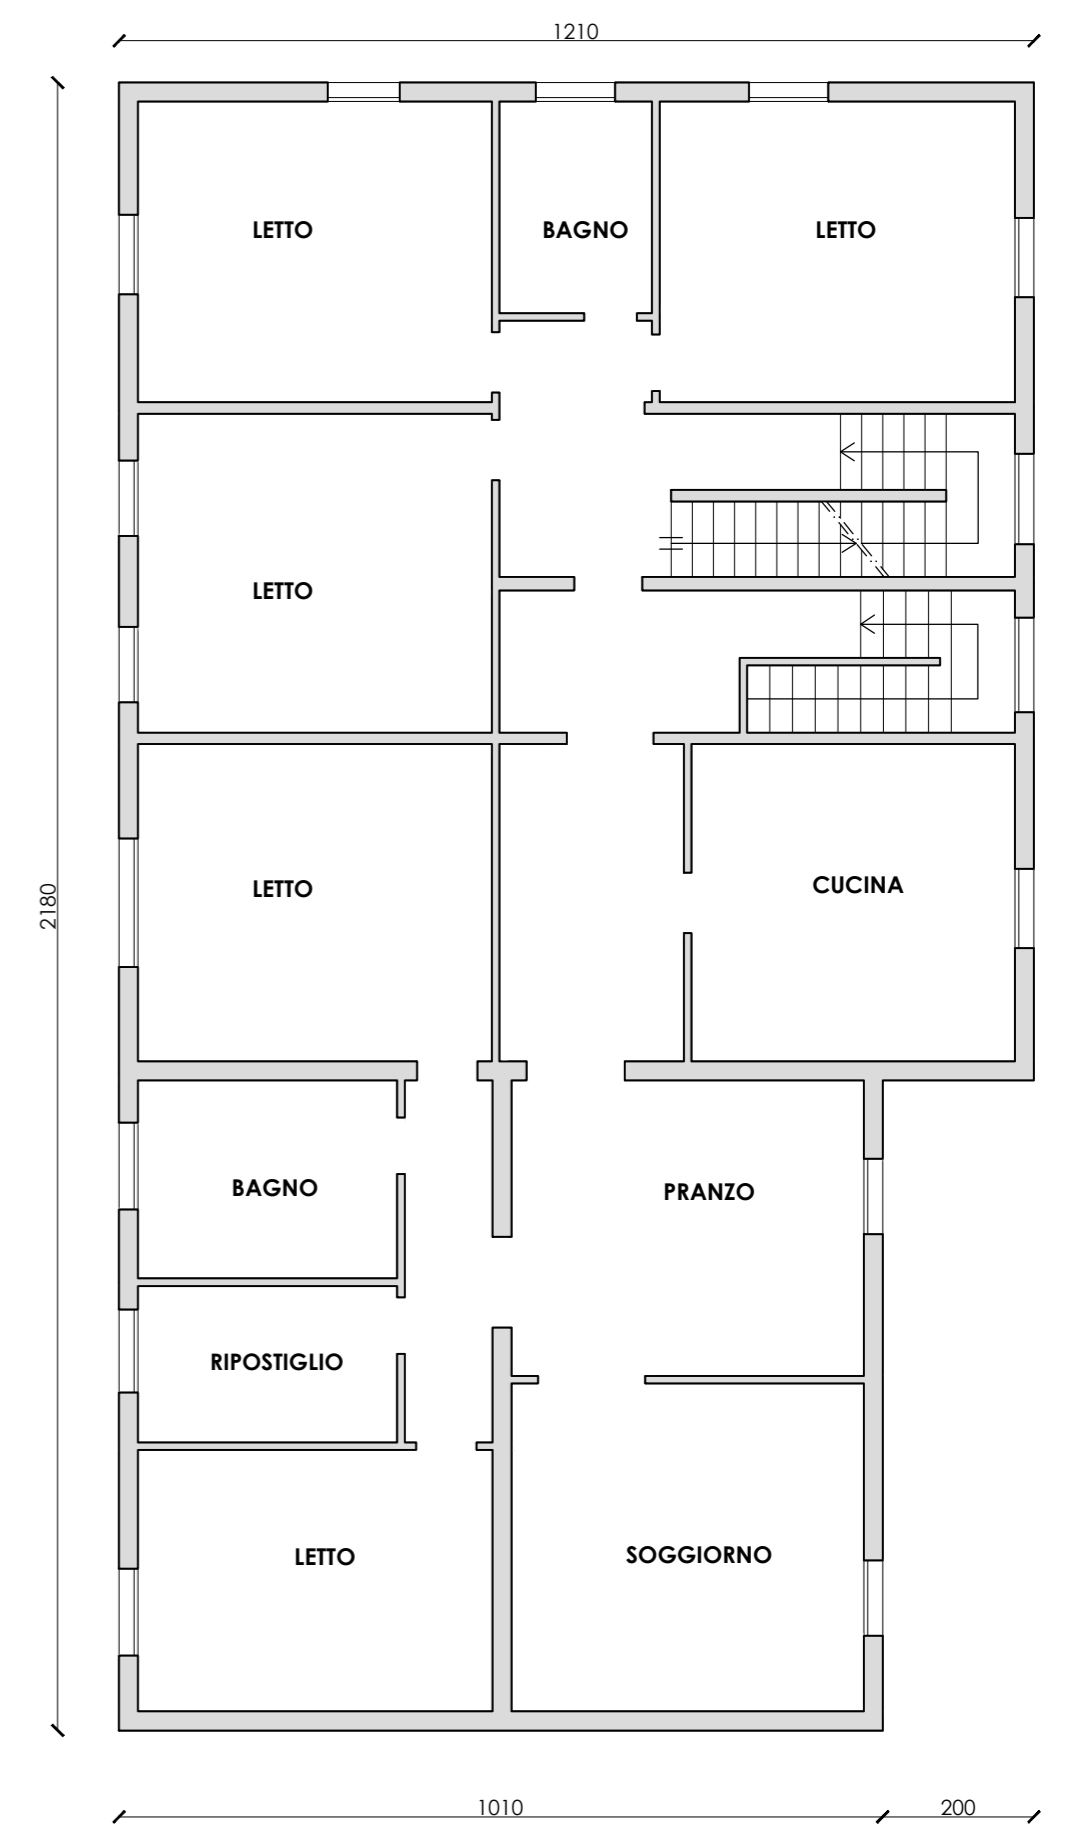 1210
LETTO
BAGNO
LETTO
LETTO
LETTO
CUCINA
2180
BAGNO
PRANZO
RIPOSTIGLIO
LETTO
SOGGIORNO
1010
200